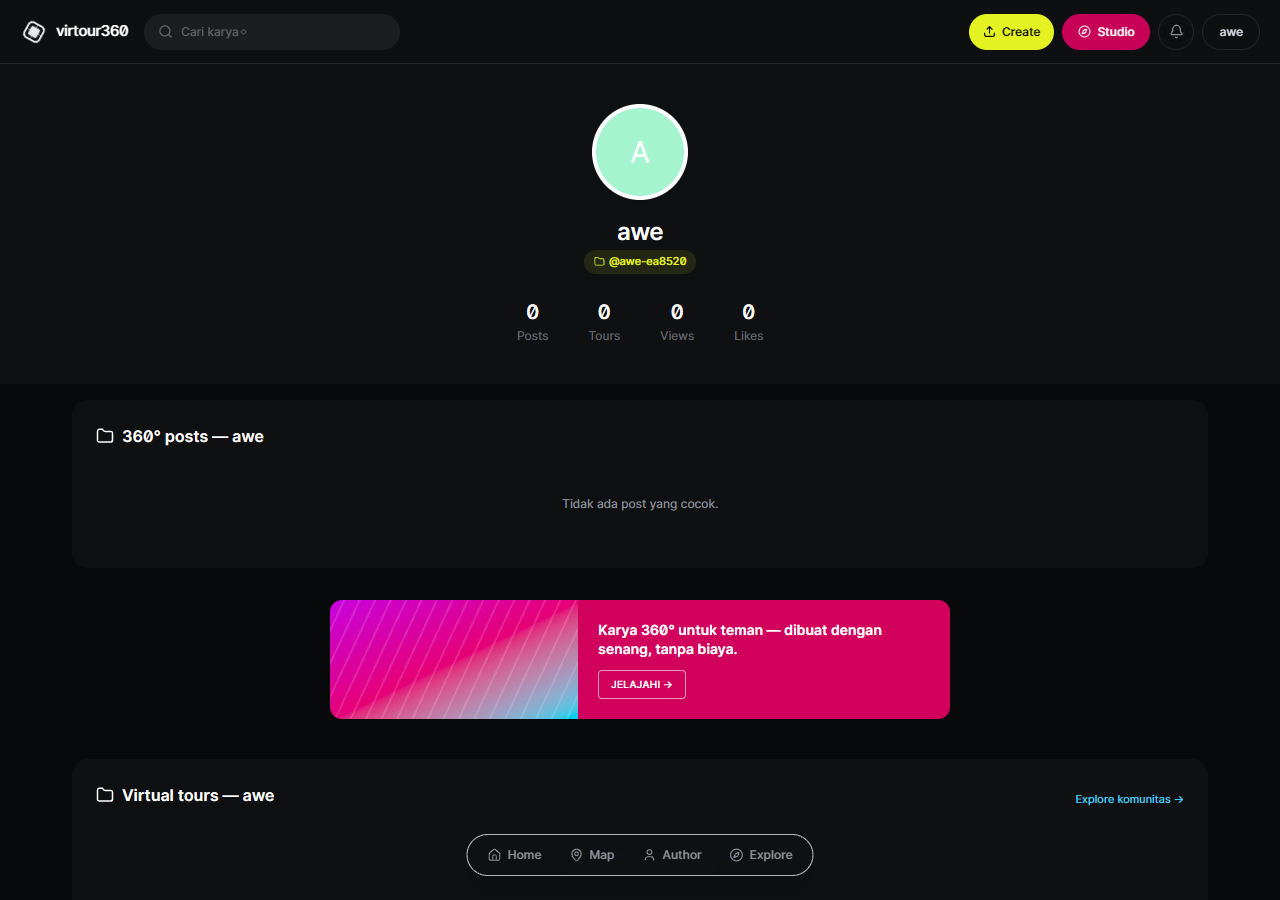 virtour360
Cari karya◦
Create
Studio
awe
A
awe
@awe-ea8520
0 0 0 0
Posts Tours Views Likes
360° posts — awe
Tidak ada post yang cocok.
Karya 360° untuk teman — dibuat dengan
senang, tanpa biaya.
JELAJAHI →
Virtual tours — awe
Explore komunitas →
Home Map Author Explore